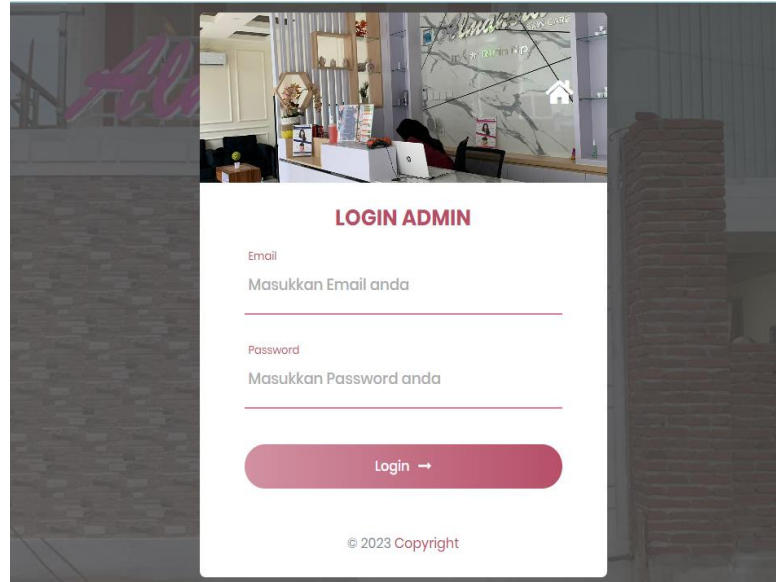 LOGIN ADMIN
Email
Masukkan Email anda
Password
Masukkan Password anda
Login →
© 2023 Copyright